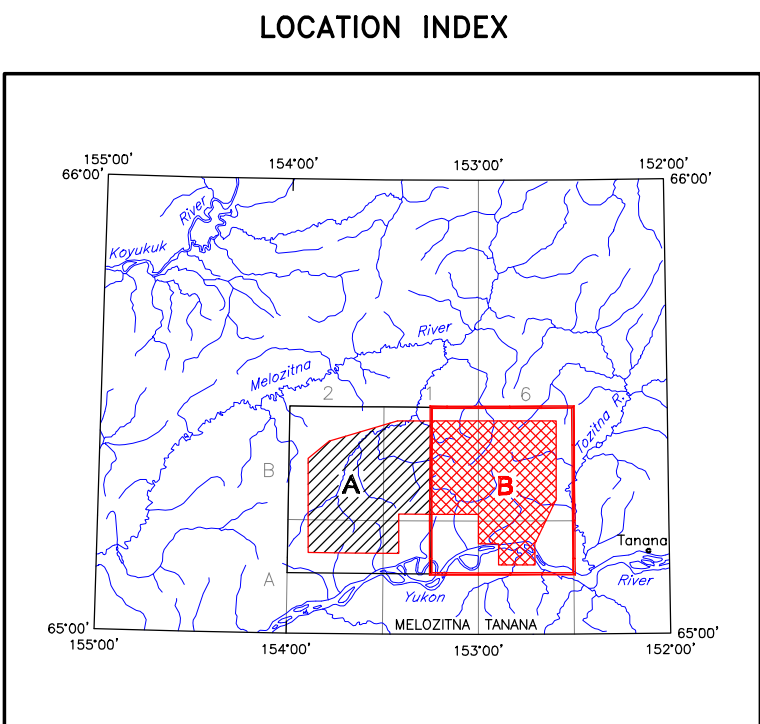 LOCATION INDEX
155°00' 154°00' 153°00' 152°00'
66°00' 66°00'
River
Koyukuk
River
Melozitna
2 1 6
Tozitna R.
B
A B
Tanana
A
River
Yukon
MELOZITNA TANANA
65°00' 65°00'
155°00' 154°00' 153°00' 152°00'